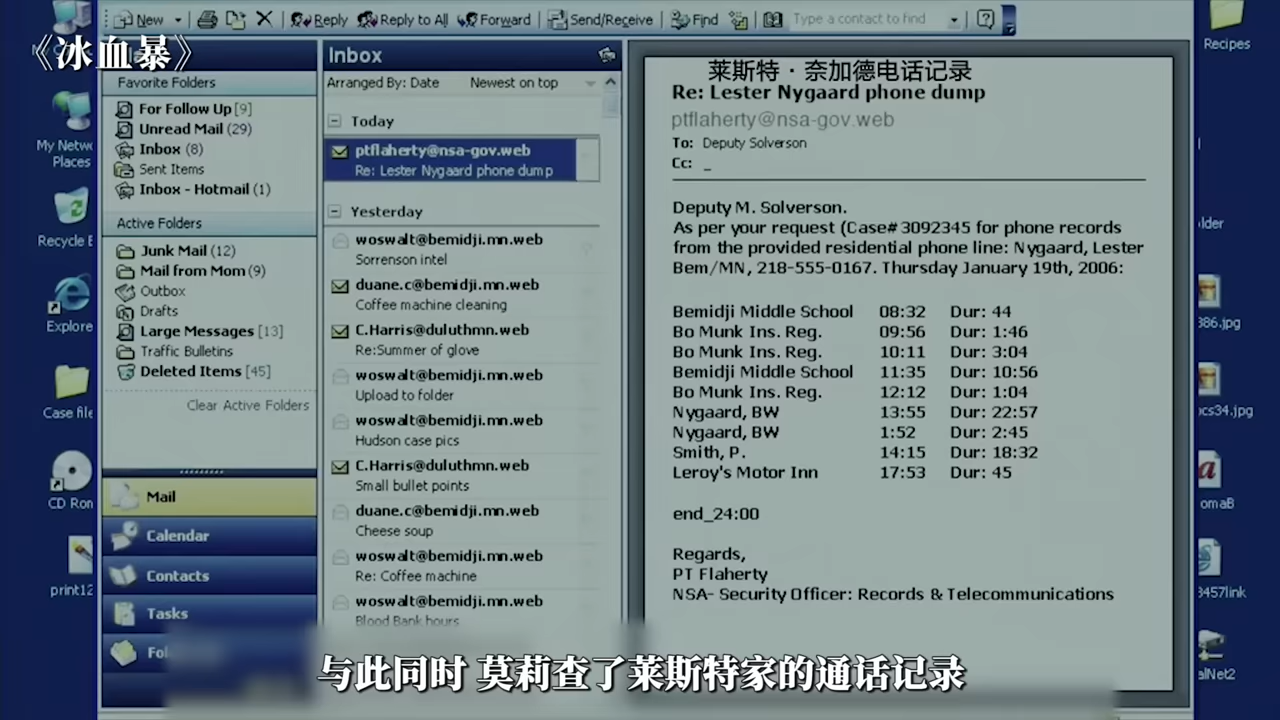 New
Reply
Reply to All
Forward
Send/Receive
Find
Type a contact to find
《冰血暴》
Favorite Folders
For Follow Up [9]
Unread Mail (29)
Inbox (8)
Sent Items
Inbox - Hotmail (1)
Active Folders
Junk Mail (12)
Mail from Mom (9)
Outbox
Drafts
Large Messages [13]
Traffic Bulletins
Deleted Items [45]
Clear Active Folders
Mail
Calendar
Contacts
Tasks
Inbox
Arranged By: Date
Newest on top
Today
ptflaherty@nsa-gov.web
Re: Lester Nygaard phone dump
Yesterday
woswalt@bemidji.mn.web
Sorrenson intel
duane.c@bemidji.mn.web
Coffee machine cleaning
C.Harris@duluthmn.web
Re:Summer of glove
woswalt@bemidji.mn.web
Upload to folder
woswalt@bemidji.mn.web
Hudson case pics
C.Harris@duluthmn.web
Small bullet points
duane.c@bemidji.mn.web
Cheese soup
woswalt@bemidji.mn.web
Re: Coffee machine
woswalt@bemidji.mn.web
Blood Bank hours
莱斯特·奈加德电话记录
Re: Lester Nygaard phone dump
ptflaherty@nsa-gov.web
To: Deputy Solverson
Cc: _
Deputy M. Solverson.
As per your request (Case# 3092345 for phone records
from the provided residential phone line: Nygaard, Lester
Bem/MN, 218-555-0167. Thursday January 19th, 2006:
Bemidji Middle School 08:32 Dur: 44
Bo Munk Ins. Reg. 09:56 Dur: 1:46
Bo Munk Ins. Reg. 10:11 Dur: 3:04
Bemidji Middle School 11:35 Dur: 10:56
Bo Munk Ins. Reg. 12:12 Dur: 1:04
Nygaard, BW 13:55 Dur: 22:57
Nygaard, BW 1:52 Dur: 2:45
Smith, P. 14:15 Dur: 18:32
Leroy's Motor Inn 17:53 Dur: 45
end_24:00
Regards,
PT Flaherty
NSA- Security Officer: Records & Telecommunications
My Netwo
Places
Recycle B
Explore
Case file
CD Rom
print12
Recipes
lder
386.jpg
ocs34.jpg
omaB
3457link
alNet2
与此同时 莫莉查了莱斯特家的通话记录